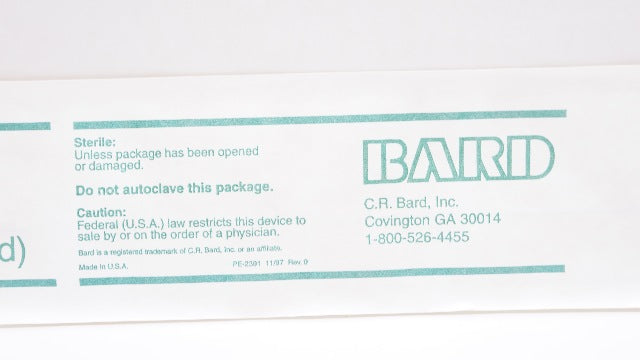 Sterile:
Unless package has been opened
or damaged.
Do not autoclave this package.
Caution:
Federal (U.S.A.) law restricts this device to
sale by or on the order of a physician.
Bard is a registered trademark of C.R. Bard, Inc. or an affiliate.
Made in U.S.A. PE-2391 11/97 Rev. 0
BARD
C.R. Bard, Inc.
Covington GA 30014
1-800-526-4455
d)